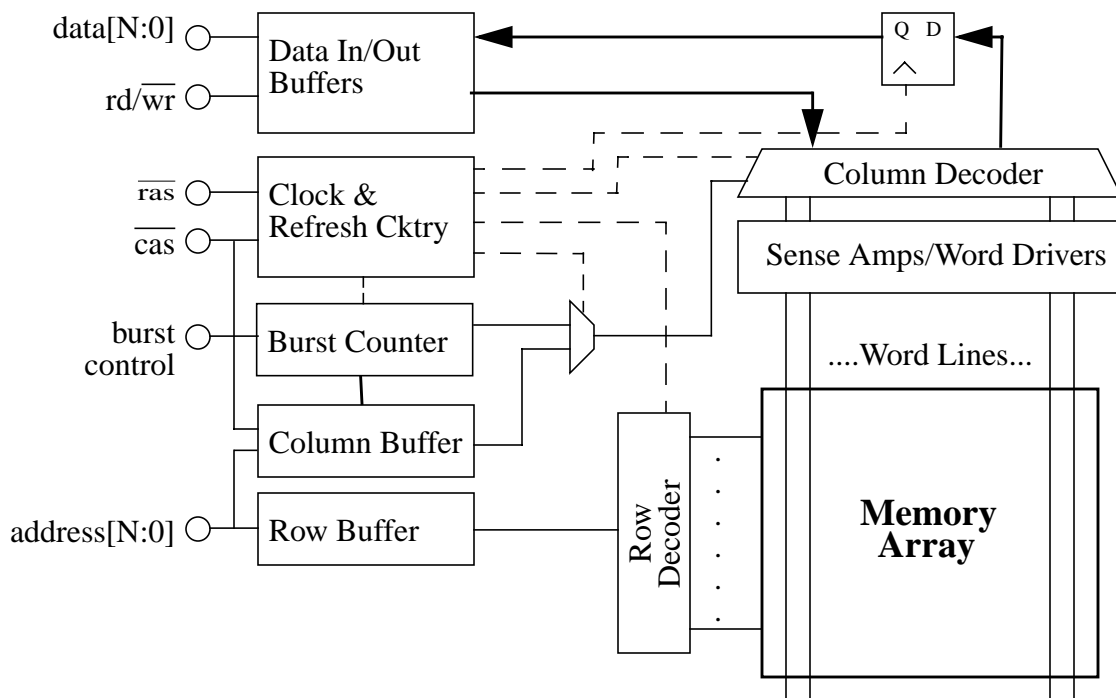 data[N:0]
rd/wr
Data In/Out
Buffers
Q D
ras
cas
Clock &
Refresh Cktry
Column Decoder
Sense Amps/Word Drivers
burst
control
Burst Counter
....Word Lines...
Column Buffer
address[N:0]
Row Buffer
Row
Decoder
Memory
Array